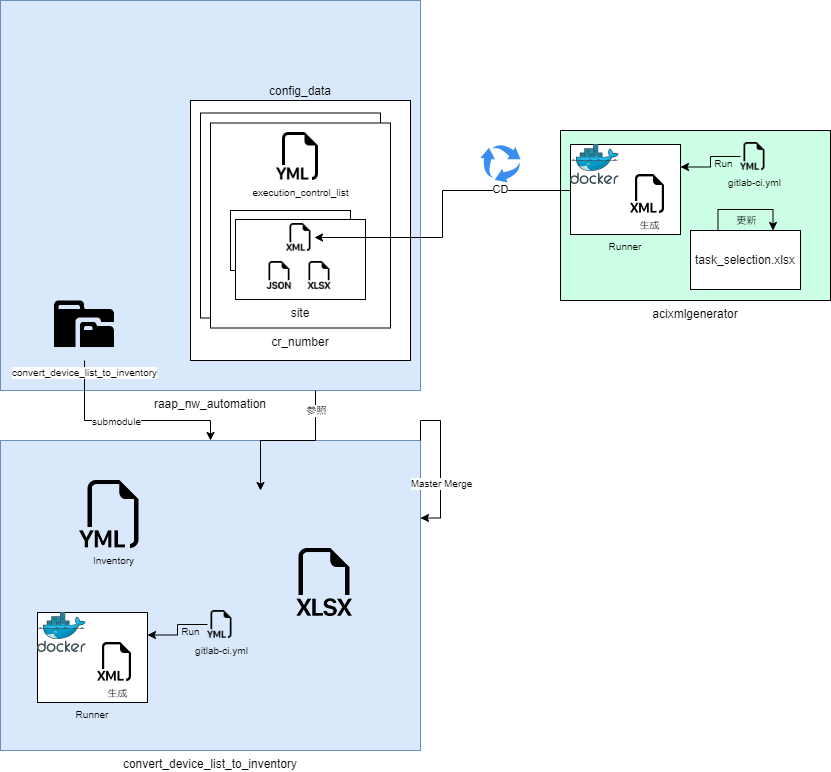 config_data
YML
execution_control_list
XML
JSON
XLSX
site
cr_number
convert_device_list_to_inventory
raap_nw_automation
CD
docker
XML
生成
Runner
Run
YML
gitlab-ci.yml
更新
task_selection.xlsx
acixmlgenerator
submodule
参照
Master Merge
YML
Inventory
XLSX
docker
XML
生成
Runner
Run
YML
gitlab-ci.yml
convert_device_list_to_inventory